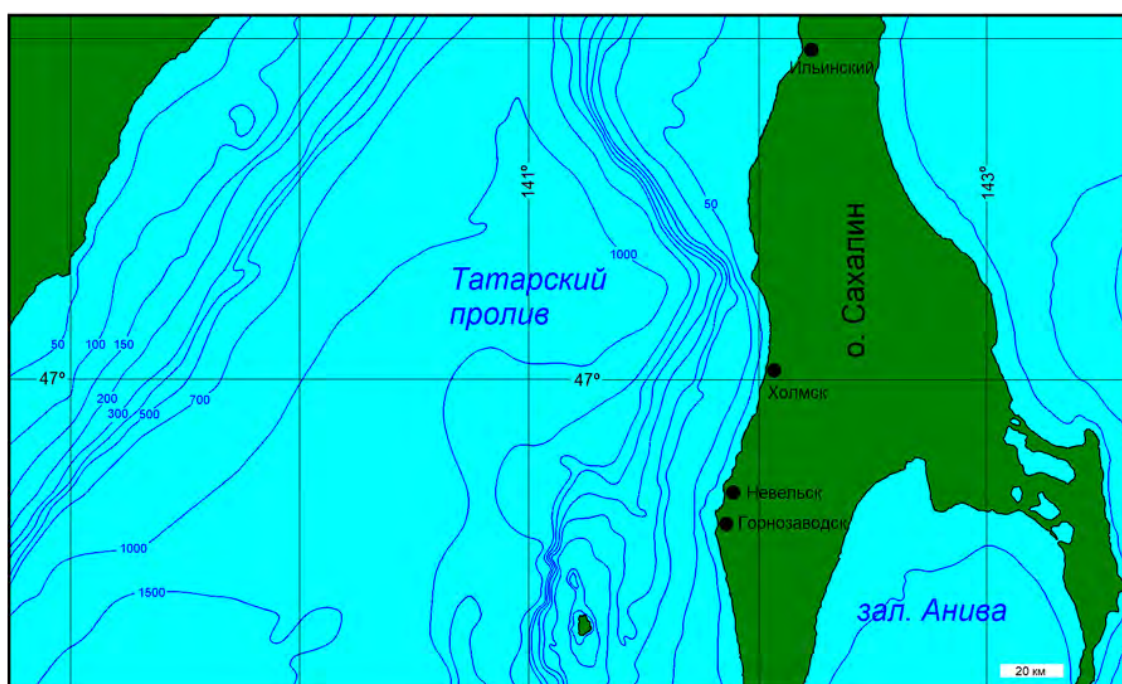 Ильинский
141°
143°
50
о. Сахалин
1000
Татарский
пролив
50
100
150
47°
200
300
500
700
47°
Холмск
Невельск
Горнозаводск
1000
1500
зал. Анива
20 км